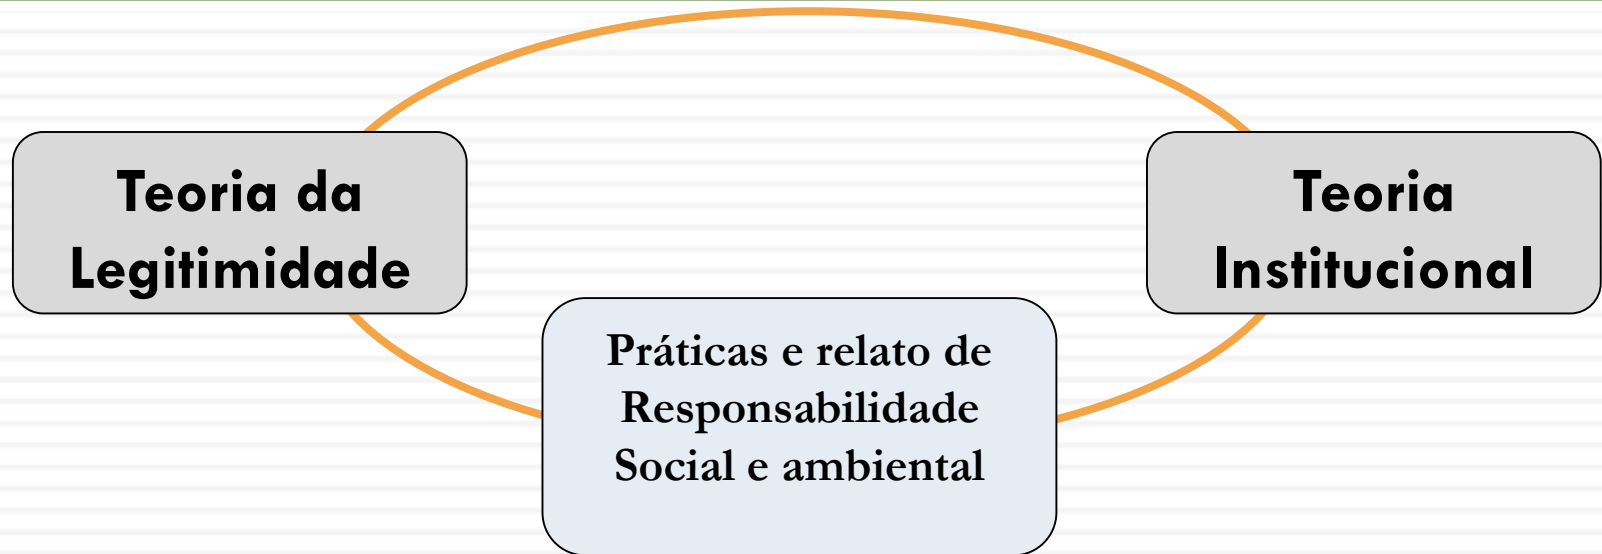 Teoria da
Legitimidade
Teoria
Institucional
Práticas e relato de
Responsabilidade
Social e ambiental